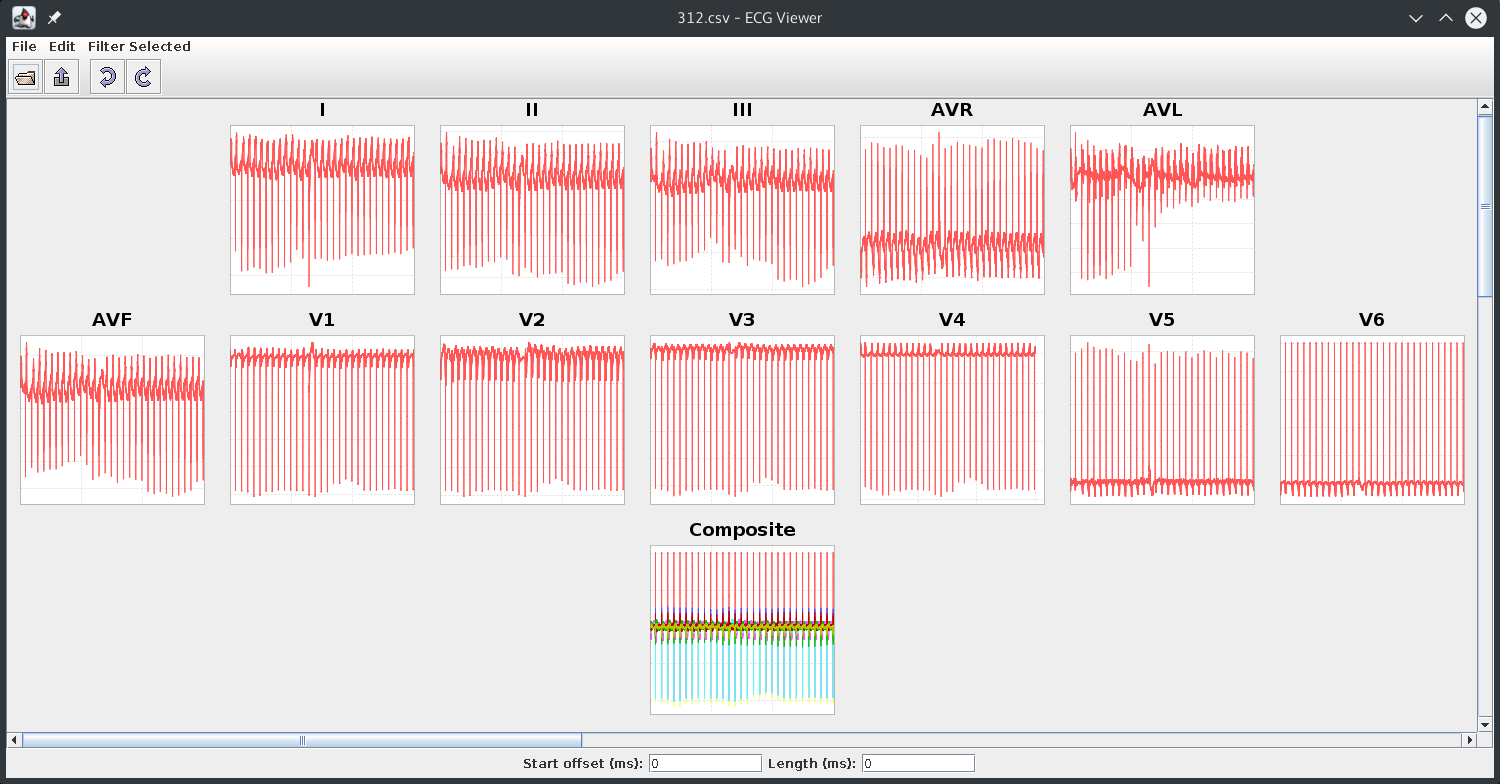 312.csv - ECG Viewer
File Edit Filter Selected
I II III AVR AVL
AVF V1 V2 V3 V4 V5 V6
Composite
Start offset (ms): 0 Length (ms): 0